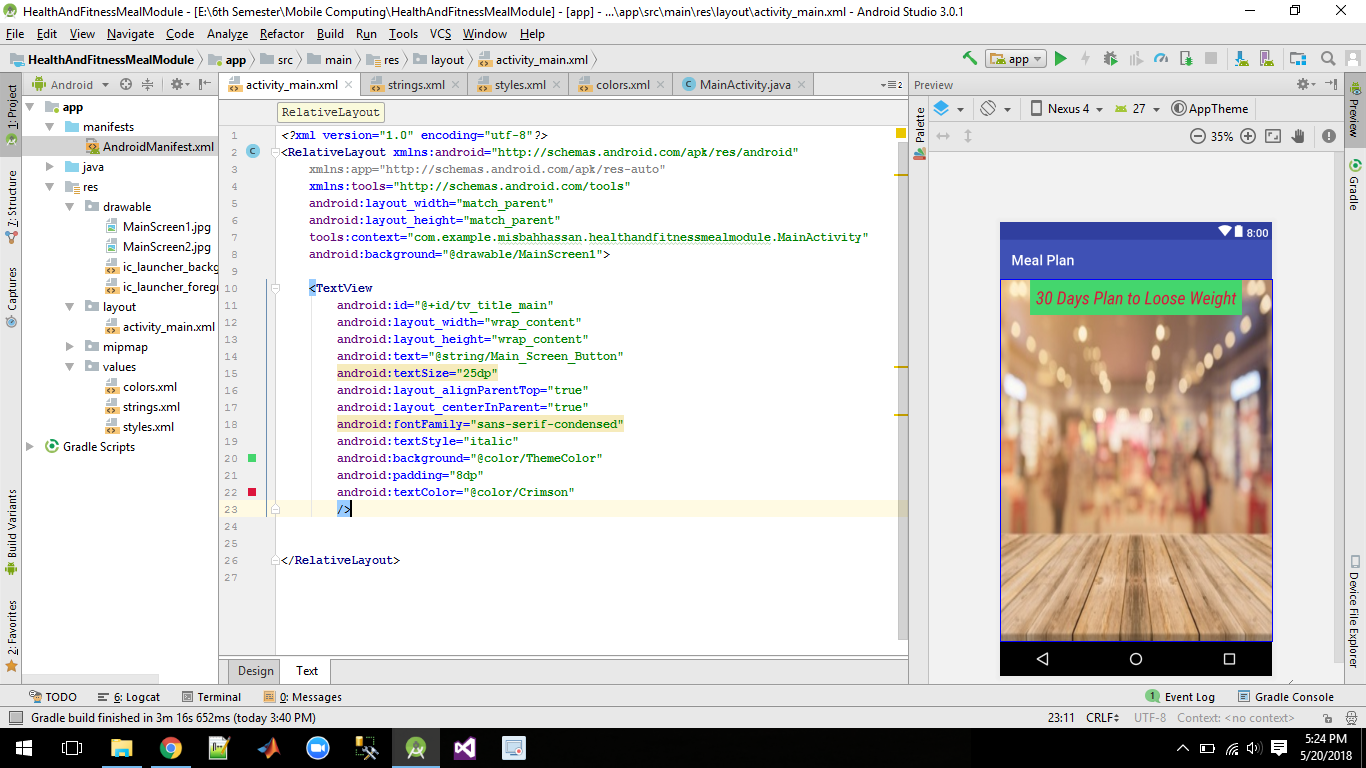 HealthAndFitnessMealModule - [E:\6th Semester\Mobile Computing\HealthAndFitnessMealModule] - [app] - ...\app\src\main\res\layout\activity_main.xml - Android Studio 3.0.1
File Edit View Navigate Code Analyze Refactor Build Run Tools VCS Window Help
HealthAndFitnessMealModule app src main res layout activity_main.xml app
Android activity_main.xml strings.xml styles.xml colors.xml MainActivity.java 2 Preview
1: Project
7: Structure
Captures
Build Variants
2: Favorites
app
manifests
AndroidManifest.xml
java
res
drawable
MainScreen1.jpg
MainScreen2.jpg
ic_launcher_backg
ic_launcher_foregr
layout
activity_main.xml
mipmap
values
colors.xml
strings.xml
styles.xml
Gradle Scripts
RelativeLayout
1 <?xml version="1.0" encoding="utf-8"?>
2 <RelativeLayout xmlns:android="http://schemas.android.com/apk/res/android"
3 xmlns:app="http://schemas.android.com/apk/res-auto"
4 xmlns:tools="http://schemas.android.com/tools"
5 android:layout_width="match_parent"
6 android:layout_height="match_parent"
7 tools:context="com.example.misbahhassan.healthandfitnessmealmodule.MainActivity"
8 android:background="@drawable/MainScreen1">
9
10 <TextView
11 android:id="@+id/tv_title_main"
12 android:layout_width="wrap_content"
13 android:layout_height="wrap_content"
14 android:text="@string/Main_Screen_Button"
15 android:textSize="25dp"
16 android:layout_alignParentTop="true"
17 android:layout_centerInParent="true"
18 android:fontFamily="sans-serif-condensed"
19 android:textStyle="italic"
20 android:background="@color/ThemeColor"
21 android:padding="8dp"
22 android:textColor="@color/Crimson"
23 />
24
25
26 </RelativeLayout>
27
Design Text
Palette
Nexus 4 27 AppTheme
35%
8:00
Meal Plan
30 Days Plan to Loose Weight
Preview
Gradle
Device File Explorer
TODO 6: Logcat Terminal 0: Messages 1 Event Log Gradle Console
Gradle build finished in 3m 16s 652ms (today 3:40 PM) 23:11 CRLF UTF-8 Context: <no context>
5:24 PM
5/20/2018